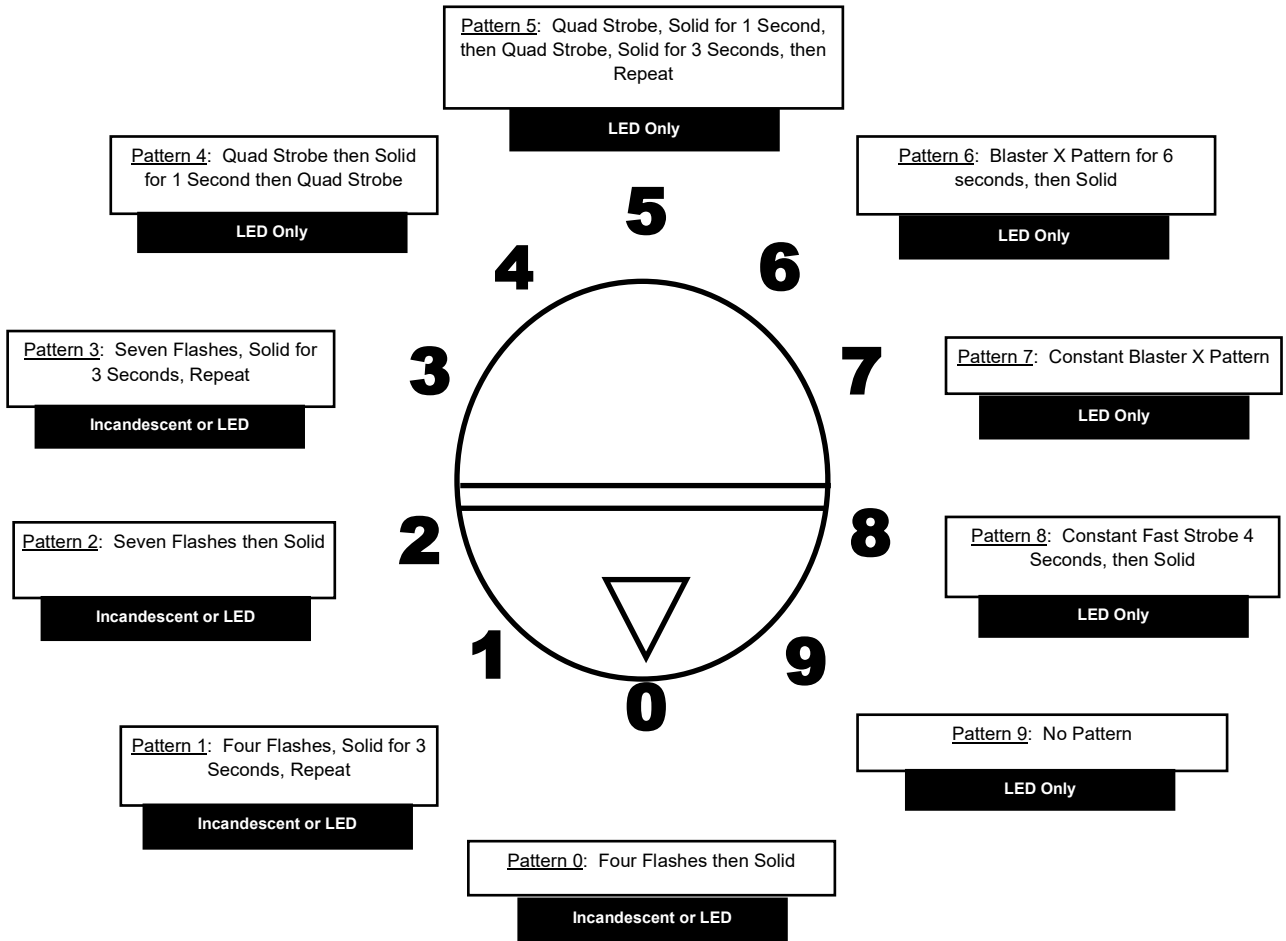 Pattern 5: Quad Strobe, Solid for 1 Second,
then Quad Strobe, Solid for 3 Seconds, then
Repeat
LED Only
Pattern 4: Quad Strobe then Solid
for 1 Second then Quad Strobe
LED Only
Pattern 6: Blaster X Pattern for 6
seconds, then Solid
LED Only
5
4
6
Pattern 3: Seven Flashes, Solid for
3 Seconds, Repeat
Incandescent or LED
3
7
Pattern 7: Constant Blaster X Pattern
LED Only
Pattern 2: Seven Flashes then Solid
Incandescent or LED
2
8
Pattern 8: Constant Fast Strobe 4
Seconds, then Solid
LED Only
1
9
0
Pattern 1: Four Flashes, Solid for 3
Seconds, Repeat
Incandescent or LED
Pattern 9: No Pattern
LED Only
Pattern 0: Four Flashes then Solid
Incandescent or LED